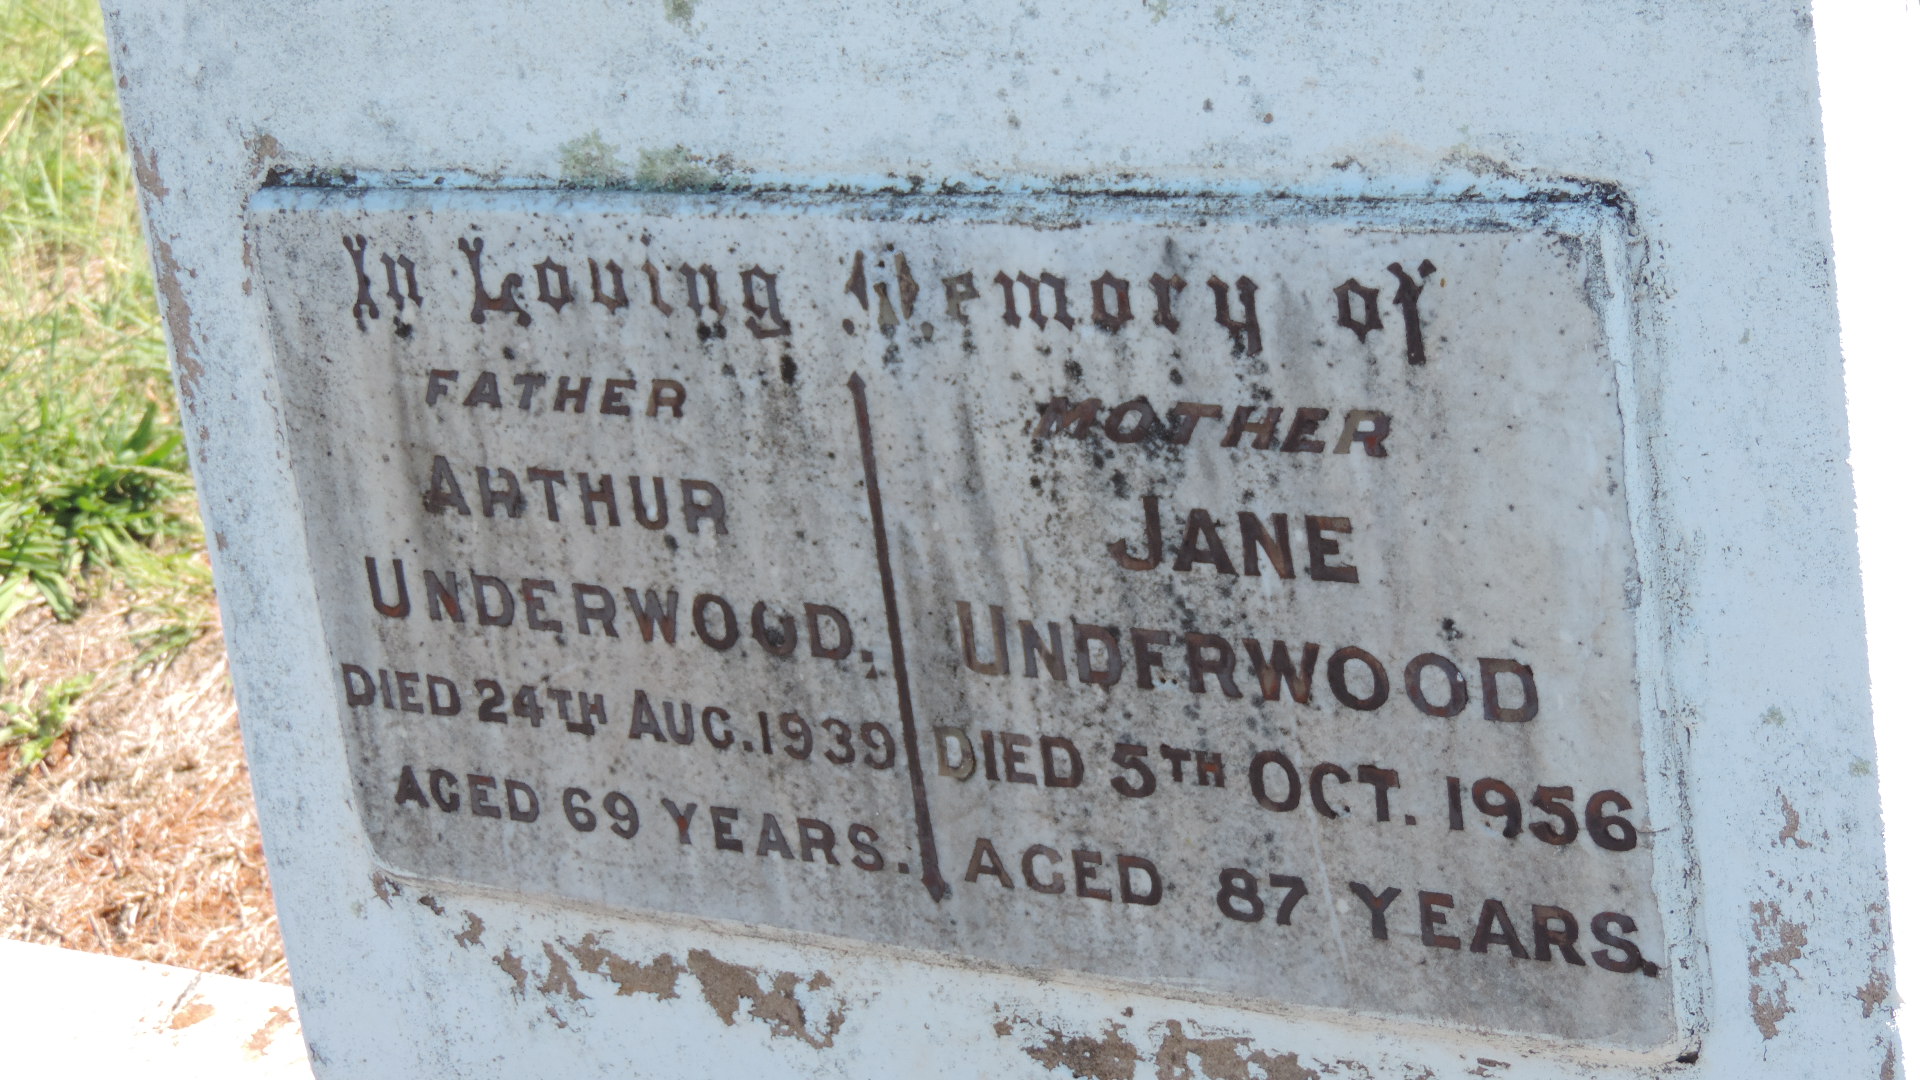 In Loving Memory of
FATHER
ARTHUR
UNDERWOOD.
DIED 24TH AUG. 1939
AGED 69 YEARS.
MOTHER
JANE
UNDERWOOD
DIED 5TH OCT. 1956
AGED 87 YEARS.